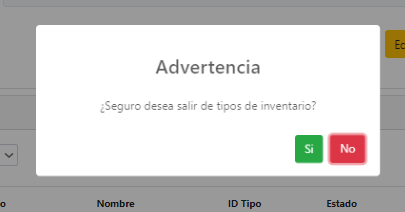 Advertencia
¿Seguro desea salir de tipos de inventario?
Si No
Nombre ID Tipo Estado